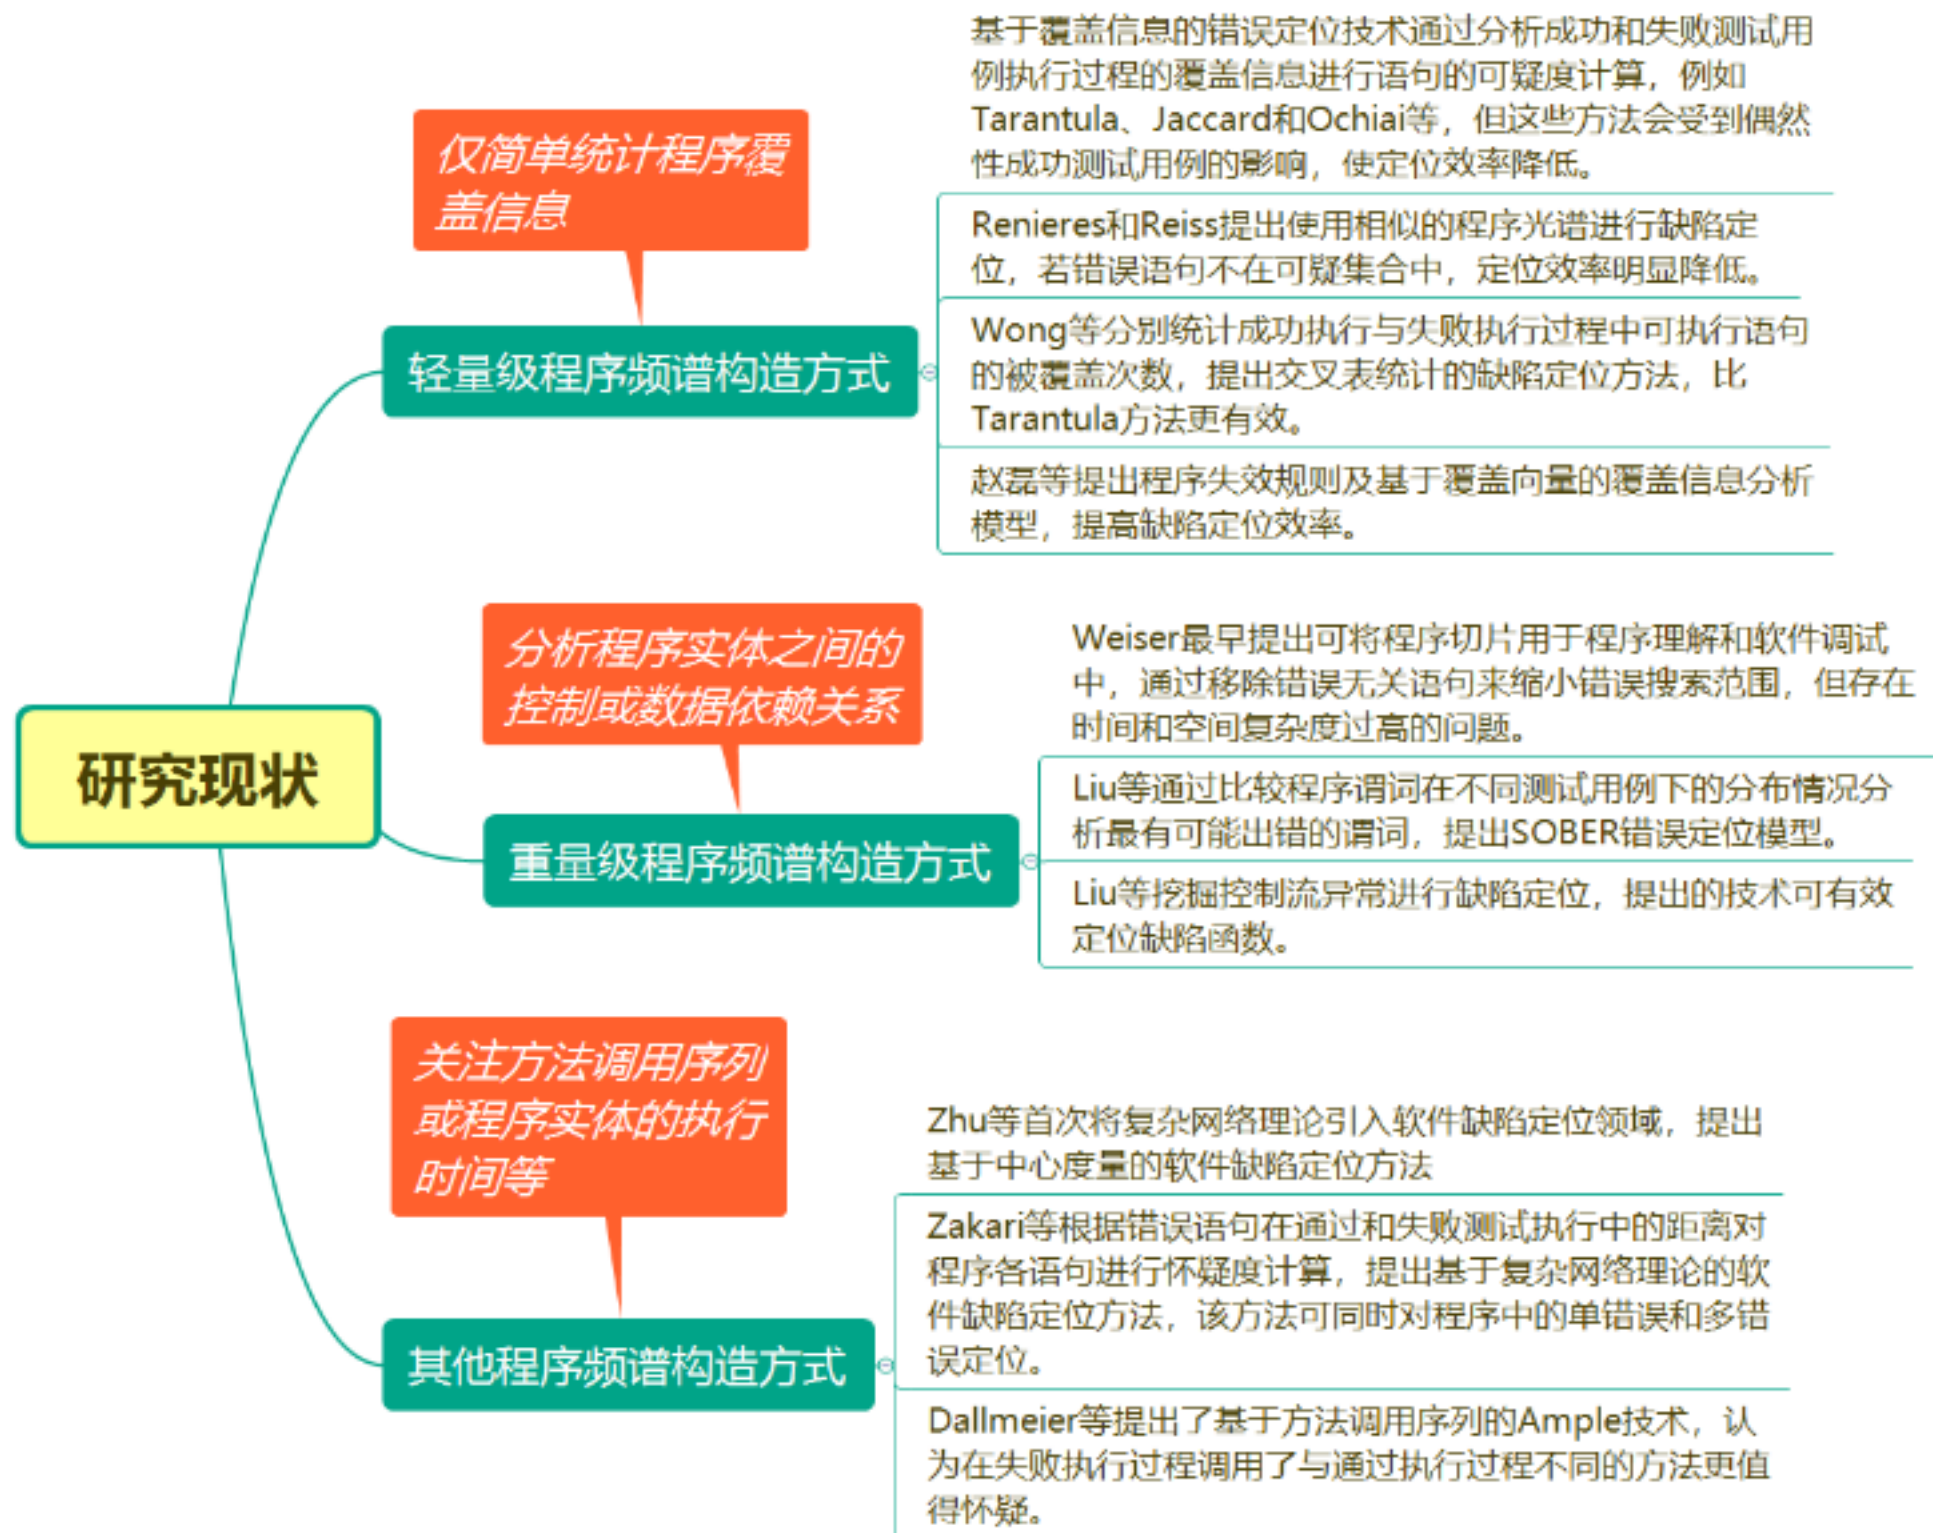 研究现状
仅简单统计程序覆
盖信息
轻量级程序频谱构造方式
基于覆盖信息的错误定位技术通过分析成功和失败测试用
例执行过程的覆盖信息进行语句的可疑度计算，例如
Tarantula、Jaccard和Ochiai等，但这些方法会受到偶然
性成功测试用例的影响，使定位效率降低。
Renieres和Reiss提出使用相似的程序光谱进行缺陷定
位，若错误语句不在可疑集合中，定位效率明显降低。
Wong等分别统计成功执行与失败执行过程中可执行语句
的被覆盖次数，提出交叉表统计的缺陷定位方法，比
Tarantula方法更有效。
赵磊等提出程序失效规则及基于覆盖向量的覆盖信息分析
模型，提高缺陷定位效率。
分析程序实体之间的
控制或数据依赖关系
重量级程序频谱构造方式
Weiser最早提出可将程序切片用于程序理解和软件调试
中，通过移除错误无关语句来缩小错误搜索范围，但存在
时间和空间复杂度过高的问题。
Liu等通过比较程序谓词在不同测试用例下的分布情况分
析最有可能出错的谓词，提出SOBER错误定位模型。
Liu等挖掘控制流异常进行缺陷定位，提出的技术可有效
定位缺陷函数。
关注方法调用序列
或程序实体的执行
时间等
其他程序频谱构造方式
Zhu等首次将复杂网络理论引入软件缺陷定位领域，提出
基于中心度量的软件缺陷定位方法
Zakari等根据错误语句在通过和失败测试执行中的距离对
程序各语句进行怀疑度计算，提出基于复杂网络理论的软
件缺陷定位方法，该方法可同时对程序中的单错误和多错
误定位。
Dallmeier等提出了基于方法调用序列的Ample技术，认
为在失败执行过程调用了与通过执行过程不同的方法更值
得怀疑。